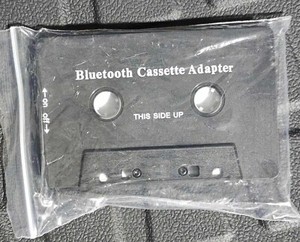 Bluetooth Cassette Adapter
THIS SIDE UP
←on off→